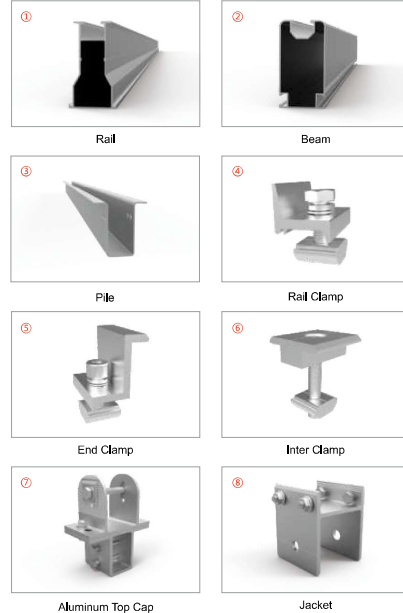 ①
②
Rail
Beam
③
④
Pile
Rail Clamp
⑤
⑥
End Clamp
Inter Clamp
⑦
⑧
Aluminum Top Cap
Jacket